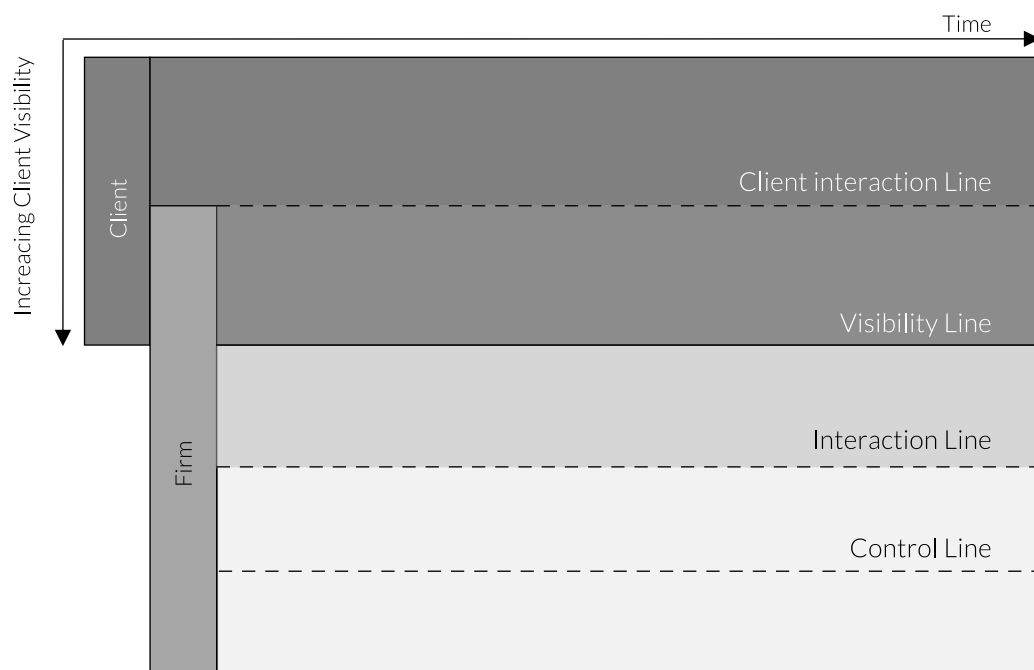 Time
Increacing Client Visibility
Client
Client interaction Line
Visibility Line
Interaction Line
Firm
Control Line